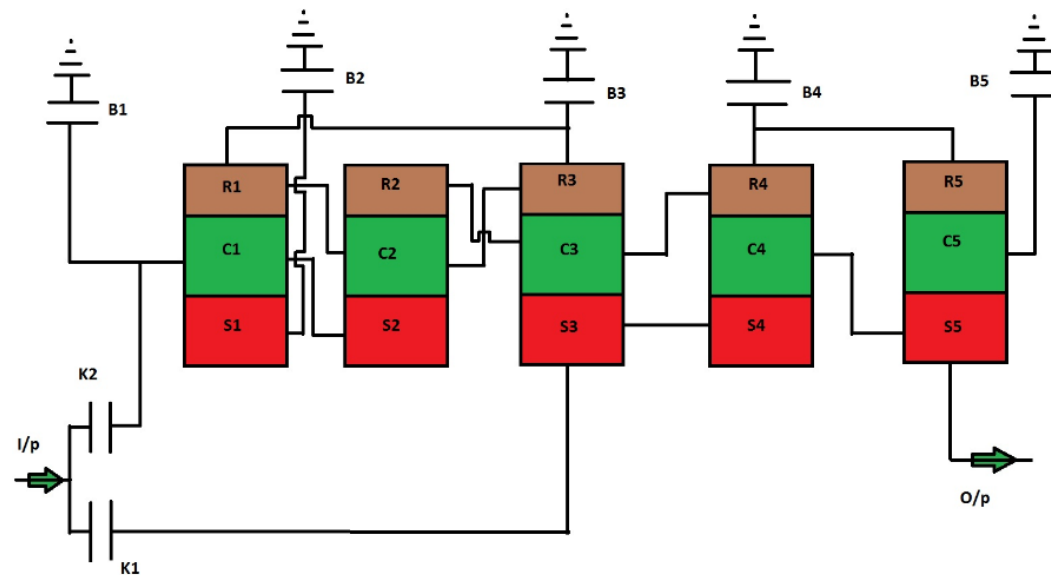 B1
B2
B3
B4
B5
R1
R2
R3
R4
R5
C1
C2
C3
C4
C5
S1
S2
S3
S4
S5
K2
I/p
K1
O/p